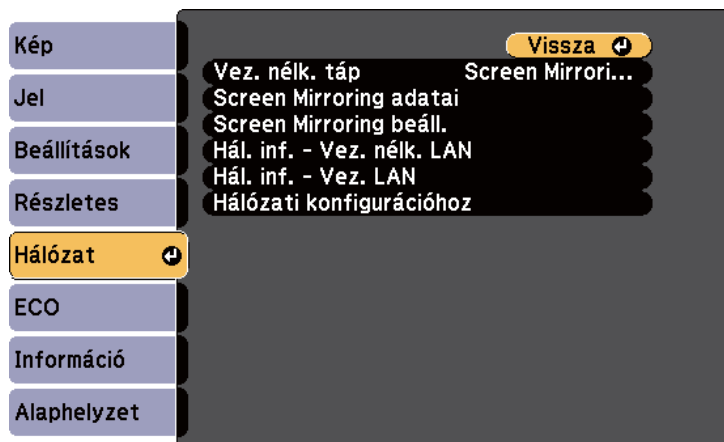 Kép
Jel
Beállítások
Részletes
Hálózat
ECO
Információ
Alaphelyzet
Vissza
Vez. nélk. táp Screen Mirrori...
Screen Mirroring adatai
Screen Mirroring beáll.
Hál. inf. - Vez. nélk. LAN
Hál. inf. - Vez. LAN
Hálózati konfigurációhoz